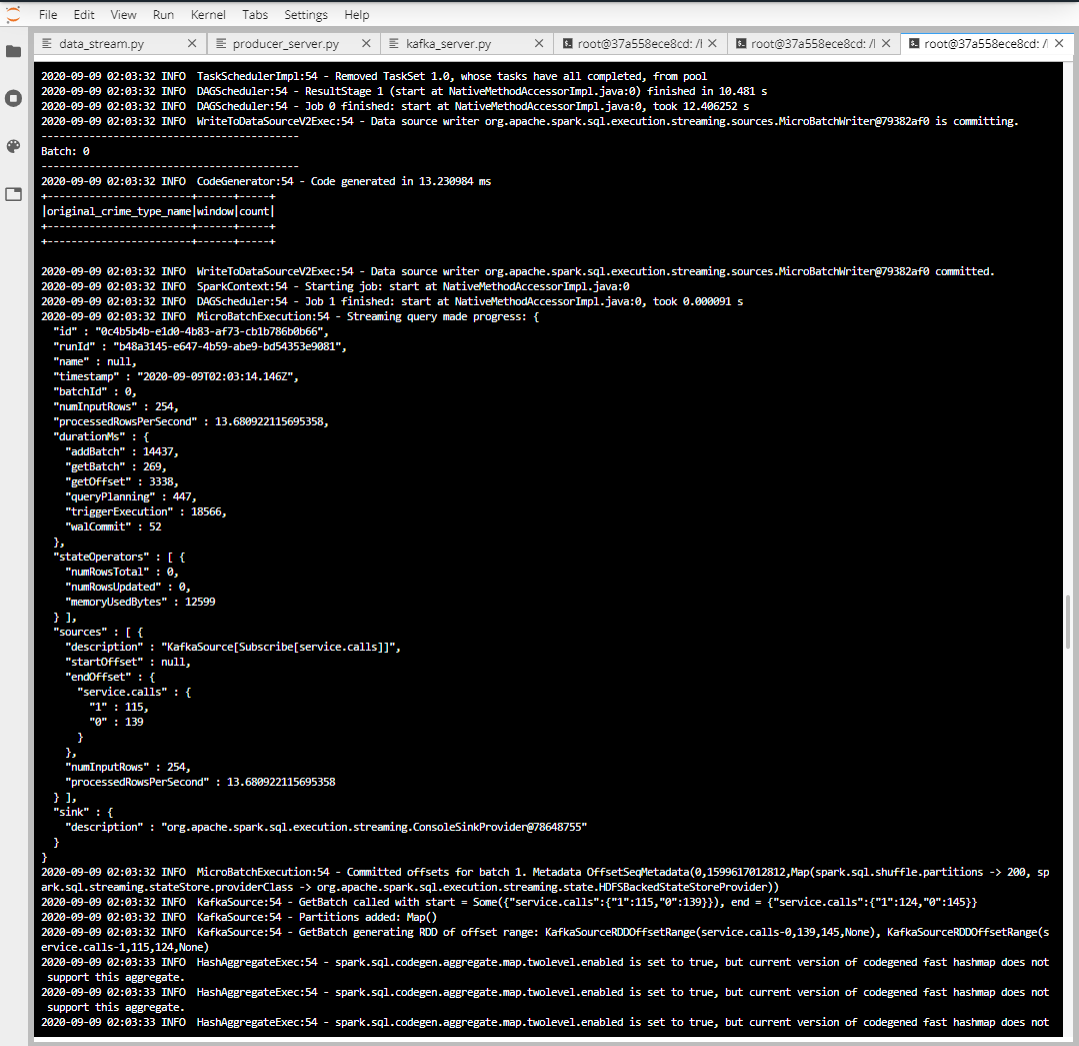 File Edit View Run Kernel Tabs Settings Help
data_stream.py × producer_server.py × kafka_server.py × root@37a558ece8cd: /l × root@37a558ece8cd: /l × root@37a558ece8cd: /l ×
2020-09-09 02:03:32 INFO  TaskSchedulerImpl:54 - Removed TaskSet 1.0, whose tasks have all completed, from pool
2020-09-09 02:03:32 INFO  DAGScheduler:54 - ResultStage 1 (start at NativeMethodAccessorImpl.java:0) finished in 10.481 s
2020-09-09 02:03:32 INFO  DAGScheduler:54 - Job 0 finished: start at NativeMethodAccessorImpl.java:0, took 12.406252 s
2020-09-09 02:03:32 INFO  WriteToDataSourceV2Exec:54 - Data source writer org.apache.spark.sql.execution.streaming.sources.MicroBatchWriter@79382af0 is committing.
-------------------------------------------
Batch: 0
-------------------------------------------
2020-09-09 02:03:32 INFO  CodeGenerator:54 - Code generated in 13.230984 ms
+------------------------+------+-----+
|original_crime_type_name|window|count|
+------------------------+------+-----+
+------------------------+------+-----+
2020-09-09 02:03:32 INFO  WriteToDataSourceV2Exec:54 - Data source writer org.apache.spark.sql.execution.streaming.sources.MicroBatchWriter@79382af0 committed.
2020-09-09 02:03:32 INFO  SparkContext:54 - Starting job: start at NativeMethodAccessorImpl.java:0
2020-09-09 02:03:32 INFO  DAGScheduler:54 - Job 1 finished: start at NativeMethodAccessorImpl.java:0, took 0.000091 s
2020-09-09 02:03:32 INFO  MicroBatchExecution:54 - Streaming query made progress: {
  "id" : "0c4b5b4b-e1d0-4b83-af73-cb1b786b0b66",
  "runId" : "b48a3145-e647-4b59-abe9-bd54353e9081",
  "name" : null,
  "timestamp" : "2020-09-09T02:03:14.146Z",
  "batchId" : 0,
  "numInputRows" : 254,
  "processedRowsPerSecond" : 13.680922115695358,
  "durationMs" : {
    "addBatch" : 14437,
    "getBatch" : 269,
    "getOffset" : 3338,
    "queryPlanning" : 447,
    "triggerExecution" : 18566,
    "walCommit" : 52
  },
  "stateOperators" : [ {
    "numRowsTotal" : 0,
    "numRowsUpdated" : 0,
    "memoryUsedBytes" : 12599
  } ],
  "sources" : [ {
    "description" : "KafkaSource[Subscribe[service.calls]]",
    "startOffset" : null,
    "endOffset" : {
      "service.calls" : {
        "1" : 115,
        "0" : 139
      }
    },
    "numInputRows" : 254,
    "processedRowsPerSecond" : 13.680922115695358
  } ],
  "sink" : {
    "description" : "org.apache.spark.sql.execution.streaming.ConsoleSinkProvider@78648755"
  }
}
2020-09-09 02:03:32 INFO  MicroBatchExecution:54 - Committed offsets for batch 1. Metadata OffsetSeqMetadata(0,1599617012812,Map(spark.sql.shuffle.partitions -> 200, sp
ark.sql.streaming.stateStore.providerClass -> org.apache.spark.sql.execution.streaming.state.HDFSBackedStateStoreProvider))
2020-09-09 02:03:32 INFO  KafkaSource:54 - GetBatch called with start = Some({"service.calls":{"1":115,"0":139}}), end = {"service.calls":{"1":124,"0":145}}
2020-09-09 02:03:32 INFO  KafkaSource:54 - Partitions added: Map()
2020-09-09 02:03:32 INFO  KafkaSource:54 - GetBatch generating RDD of offset range: KafkaSourceRDDOffsetRange(service.calls-0,139,145,None), KafkaSourceRDDOffsetRange(s
ervice.calls-1,115,124,None)
2020-09-09 02:03:33 INFO  HashAggregateExec:54 - spark.sql.codegen.aggregate.map.twolevel.enabled is set to true, but current version of codegened fast hashmap does not
 support this aggregate.
2020-09-09 02:03:33 INFO  HashAggregateExec:54 - spark.sql.codegen.aggregate.map.twolevel.enabled is set to true, but current version of codegened fast hashmap does not
 support this aggregate.
2020-09-09 02:03:33 INFO  HashAggregateExec:54 - spark.sql.codegen.aggregate.map.twolevel.enabled is set to true, but current version of codegened fast hashmap does not